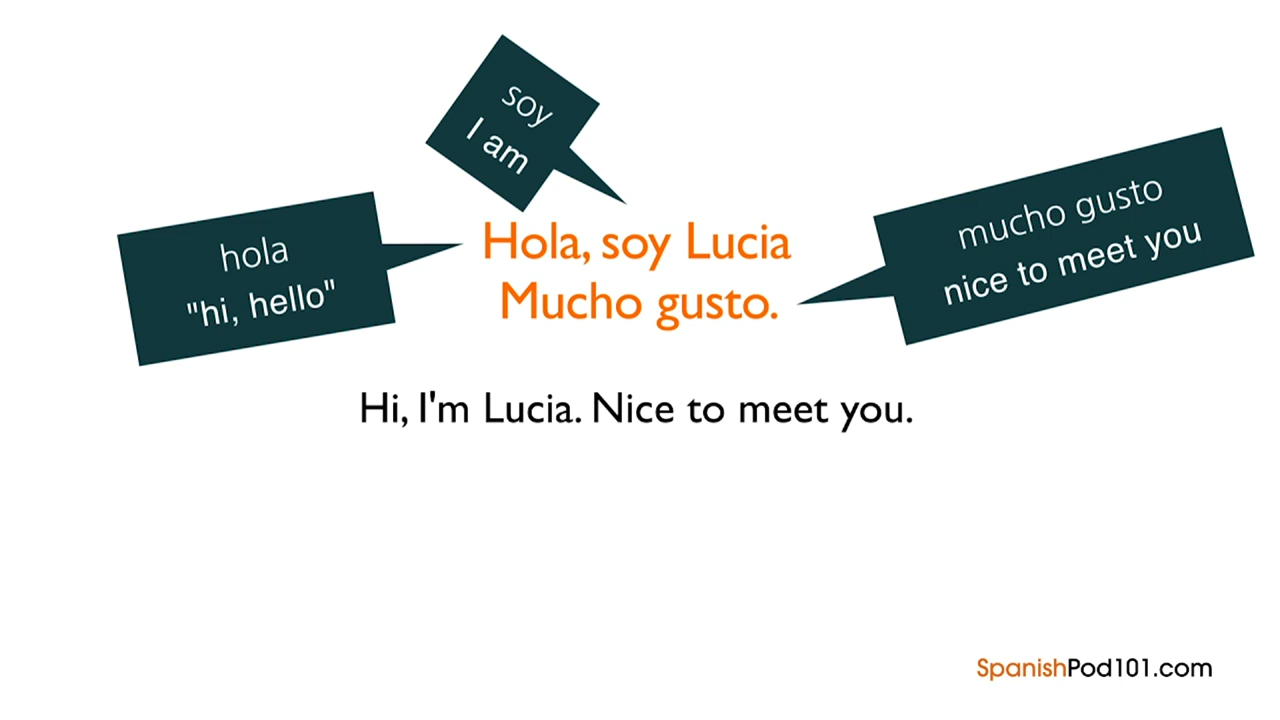 soy
I am
hola
"hi, hello"
Hola, soy Lucia
Mucho gusto.
mucho gusto
nice to meet you
Hi, I'm Lucia. Nice to meet you.
SpanishPod101.com